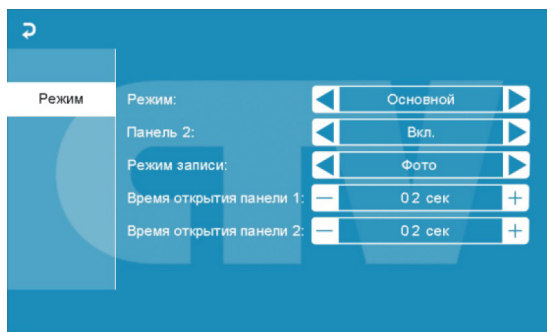 Режим
Режим: Основной
Панель 2: Вкл.
Режим записи: Фото
Время открытия панели 1: 02 сек
Время открытия панели 2: 02 сек